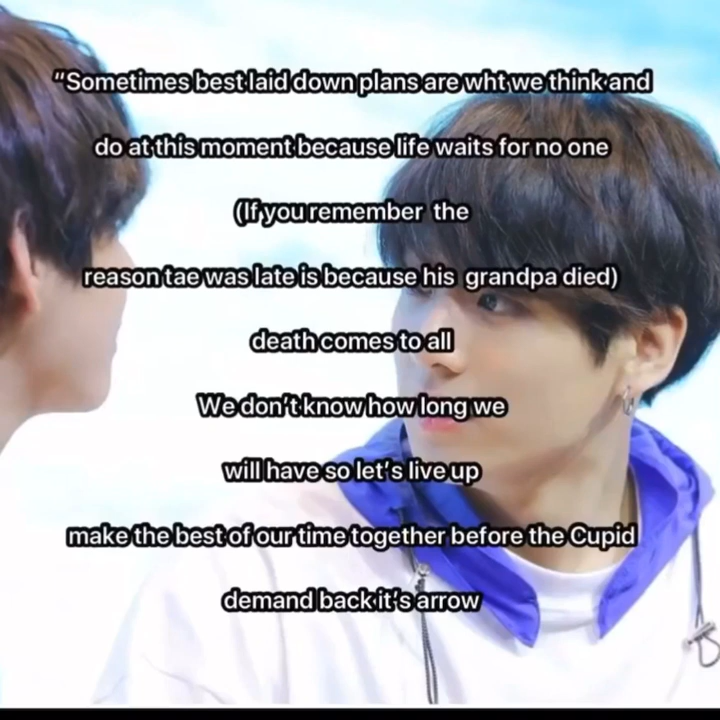 “Sometimes best laid down plans are wht we think and
do at this moment because life waits for no one
(If you remember the
reason tae was late is because his grandpa died)
death comes to all
We don’t know how long we
will have so let’s live up
make the best of our time together before the Cupid
demand back it’s arrow